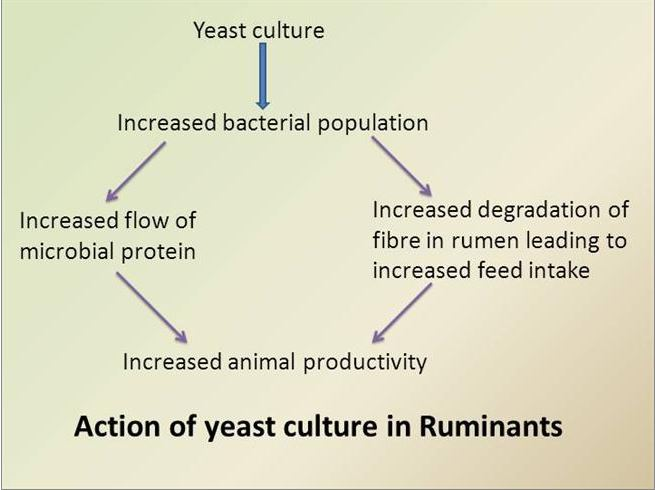 Yeast culture
Increased bacterial population
Increased flow of
microbial protein
Increased degradation of
fibre in rumen leading to
increased feed intake
Increased animal productivity
Action of yeast culture in Ruminants